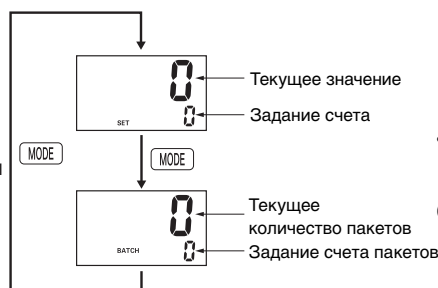 0
Текущее значение
0
Задание счета
SET
MODE
MODE
0
Текущее
количество пакетов
0
Задание счета пакетов
BATCH